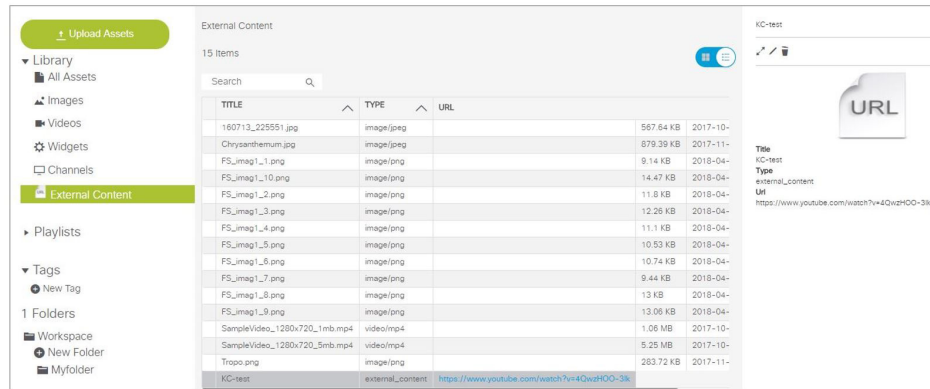 Upload Assets
Library
All Assets
Images
Videos
Widgets
Channels
External Content
Playlists
Tags
New Tag
1 Folders
Workspace
New Folder
Myfolder
External Content
15 Items
Search
TITLE TYPE URL
160713_225551.jpg image/jpeg 567.64 KB 2017-10-
Chrysanthemum.jpg image/jpeg 879.39 KB 2017-11-
FS_imag1_1.png image/png 9.14 KB 2018-04-
FS_imag1_10.png image/png 14.47 KB 2018-04-
FS_imag1_2.png image/png 11.8 KB 2018-04-
FS_imag1_3.png image/png 12.26 KB 2018-04-
FS_imag1_4.png image/png 11.1 KB 2018-04-
FS_imag1_5.png image/png 10.53 KB 2018-04-
FS_imag1_6.png image/png 10.74 KB 2018-04-
FS_imag1_7.png image/png 9.44 KB 2018-04-
FS_imag1_8.png image/png 13 KB 2018-04-
FS_imag1_9.png image/png 13.06 KB 2018-04-
SampleVideo_1280x720_1mb.mp4 video/mp4 1.06 MB 2017-10-
SampleVideo_1280x720_5mb.mp4 video/mp4 5.25 MB 2017-10-
Tropo.png image/png 283.72 KB 2017-11-
KC-test external_content https://www.youtube.com/watch?v=4QwzHOO-3lk
KC-test
URL
Title
KC-test
Type
external_content
Url
https://www.youtube.com/watch?v=4QwzHOO-3lk